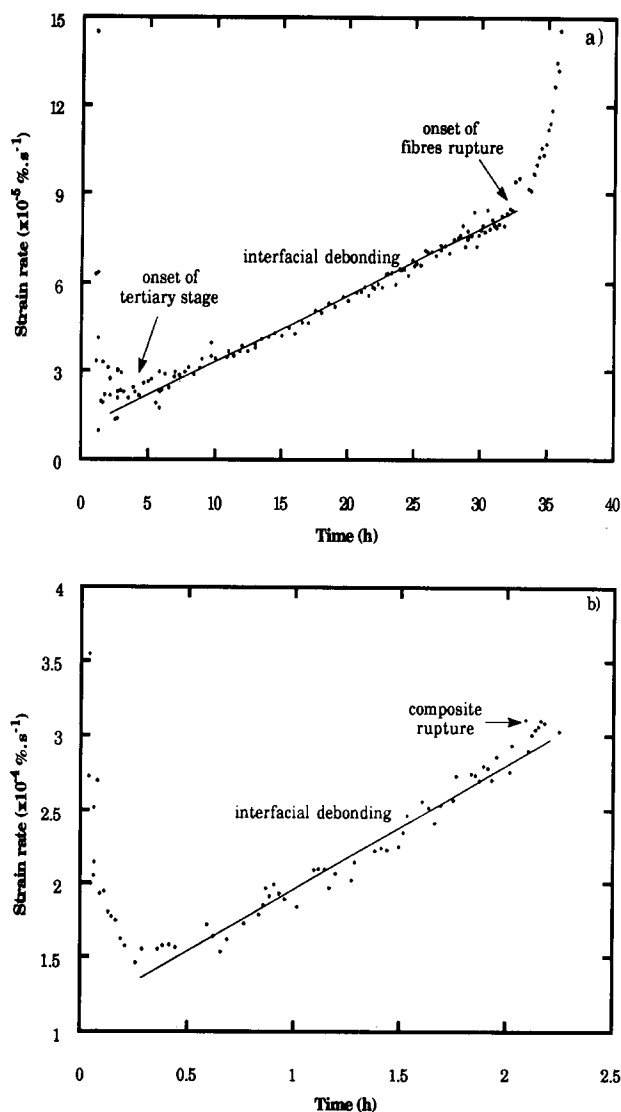 a)
15
12
9
6
3
0
Strain rate (x10⁻⁵ %.s⁻¹)
onset of
fibres rupture
interfacial debonding
onset of
tertiary stage
0 5 10 15 20 25 30 35 40
Time (h)
b)
4
3.5
3
2.5
2
1.5
1
Strain rate (x10⁻⁴ %.s⁻¹)
composite
rupture
interfacial debonding
0 0.5 1 1.5 2 2.5
Time (h)